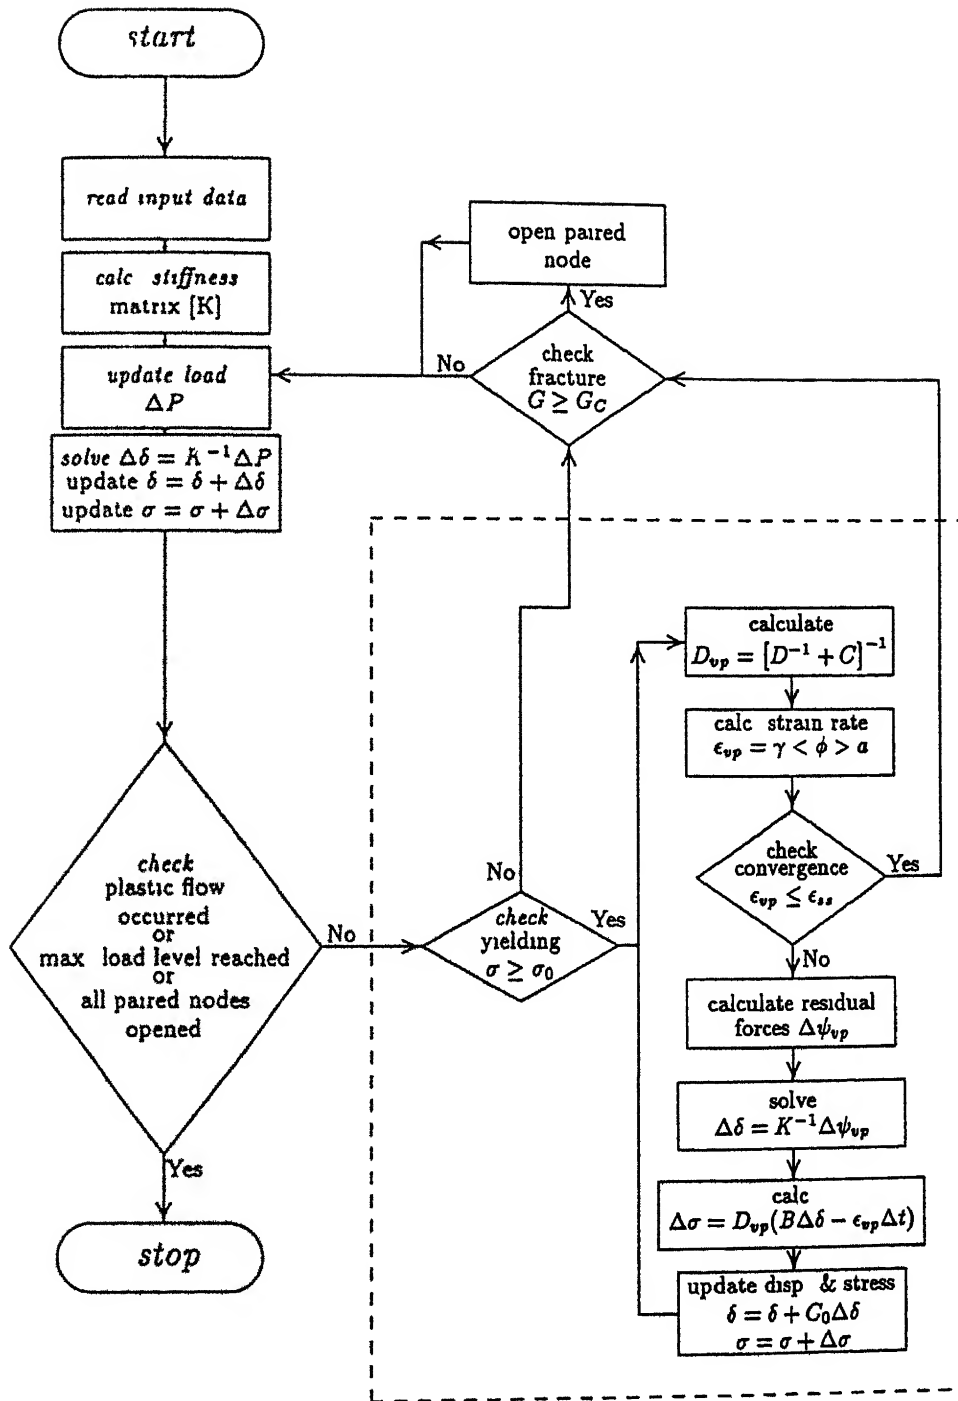 start
read input data
calc stiffness
matrix [K]
update load
ΔP
solve Δδ = K⁻¹ΔP
update δ = δ + Δδ
update σ = σ + Δσ
check
plastic flow
occurred
or
max load level reached
or
all paired nodes
opened
No
Yes
stop
open paired
node
Yes
check
fracture
G ≥ G_C
No
No
check
yielding
σ ≥ σ₀
Yes
calculate
D_vp = [D⁻¹ + C]⁻¹
calc strain rate
ϵ_vp = γ < ϕ > a
check
convergence
ϵ_vp ≤ ϵ_ss
Yes
No
calculate residual
forces Δψ_vp
solve
Δδ = K⁻¹Δψ_vp
calc
Δσ = D_vp(BΔδ − ϵ_vpΔt)
update disp & stress
δ = δ + C₀Δδ
σ = σ + Δσ